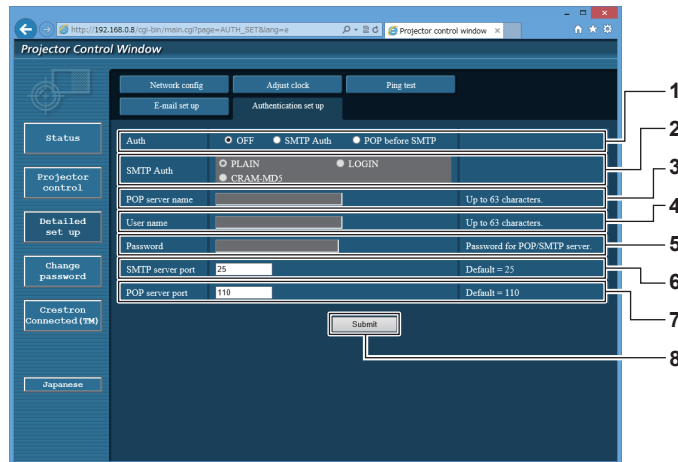 http://192.168.0.8/cgi-bin/main.cgi?page=AUTH_SET&lang=e
Projector control window
Projector Control Window
Network config
Adjust clock
Ping test
E-mail set up
Authentication set up
Status
Projector
control
Detailed
set up
Change
password
Crestron
Connected(TM)
Japanese
Auth OFF SMTP Auth POP before SMTP
SMTP Auth PLAIN LOGIN
CRAM-MD5
POP server name Up to 63 characters.
User name Up to 63 characters.
Password Password for POP/SMTP server.
SMTP server port 25 Default = 25
POP server port 110 Default = 110
Submit
1
2
3
4
5
6
7
8